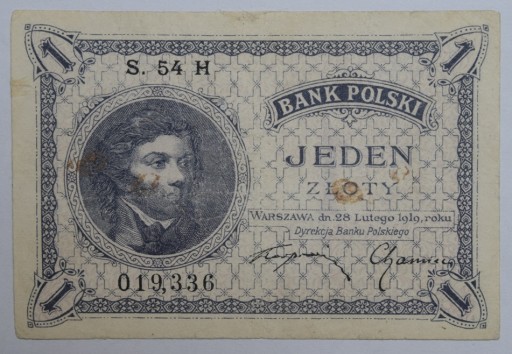 1 1
S. 54 H
BANK POLSKI
JEDEN
ZŁOTY
WARSZAWA dn. 28 Lutego 1919, roku
Dyrekcja Banku Polskiego
019,336
1 1